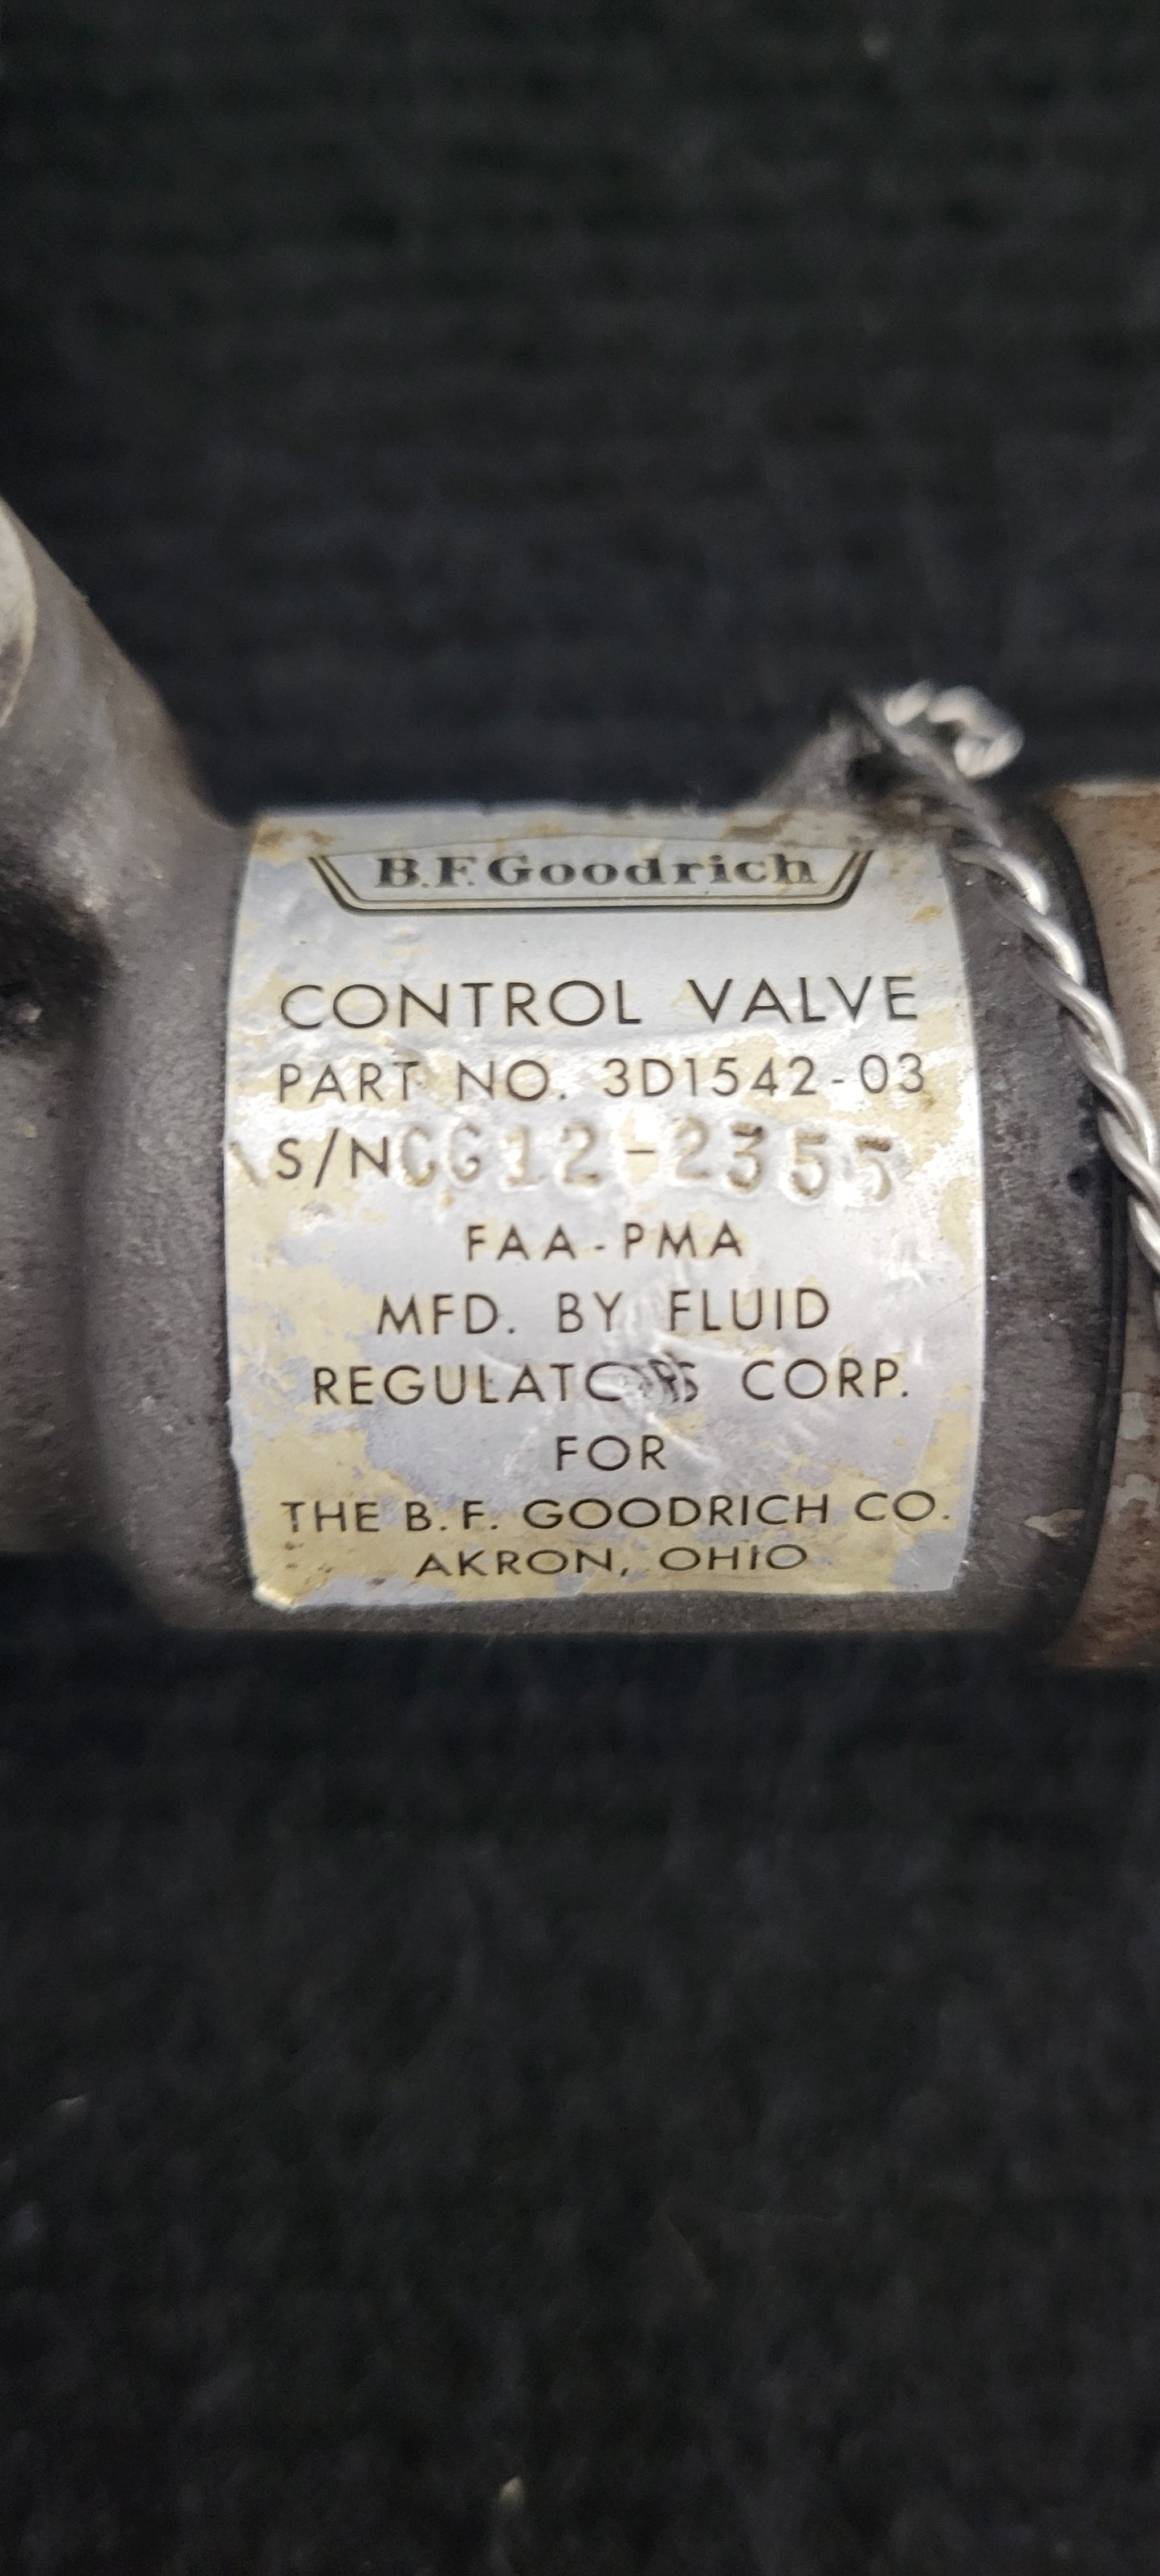 B.F.Goodrich
CONTROL VALVE
PART NO. 3D1542-03
S/N CG12-2355
FAA-PMA
MFD. BY FLUID
REGULATORS CORP.
FOR
THE B.F. GOODRICH CO.
AKRON, OHIO